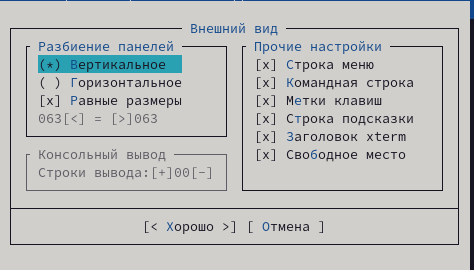 Внешний вид
Разбиение панелей
(*) Вертикальное
( ) Горизонтальное
[x] Равные размеры
063[<] = [>]063
Консольный вывод
Строки вывода:[+]00[-]
Прочие настройки
[x] Строка меню
[x] Командная строка
[x] Метки клавиш
[x] Строка подсказки
[x] Заголовок xterm
[x] Свободное место
[< Хорошо >] [ Отмена ]